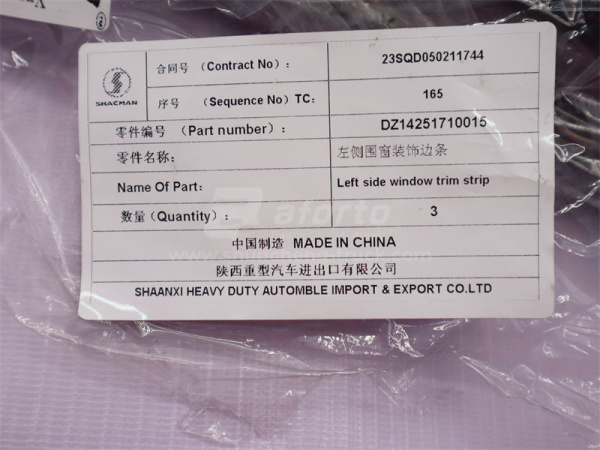 SHACMAN
合同号 （Contract No）： 23SQD050211744
序号 （Sequence No）TC： 165
零件编号 （Part number）： DZ14251710015
零件名称： 左侧围窗装饰边条
Name Of Part： Left side window trim strip
数量（Quantity）： 3
aforto
中国制造 MADE IN CHINA
陕西重型汽车进出口有限公司
SHAANXI HEAVY DUTY AUTOMBLE IMPORT & EXPORT CO.LTD